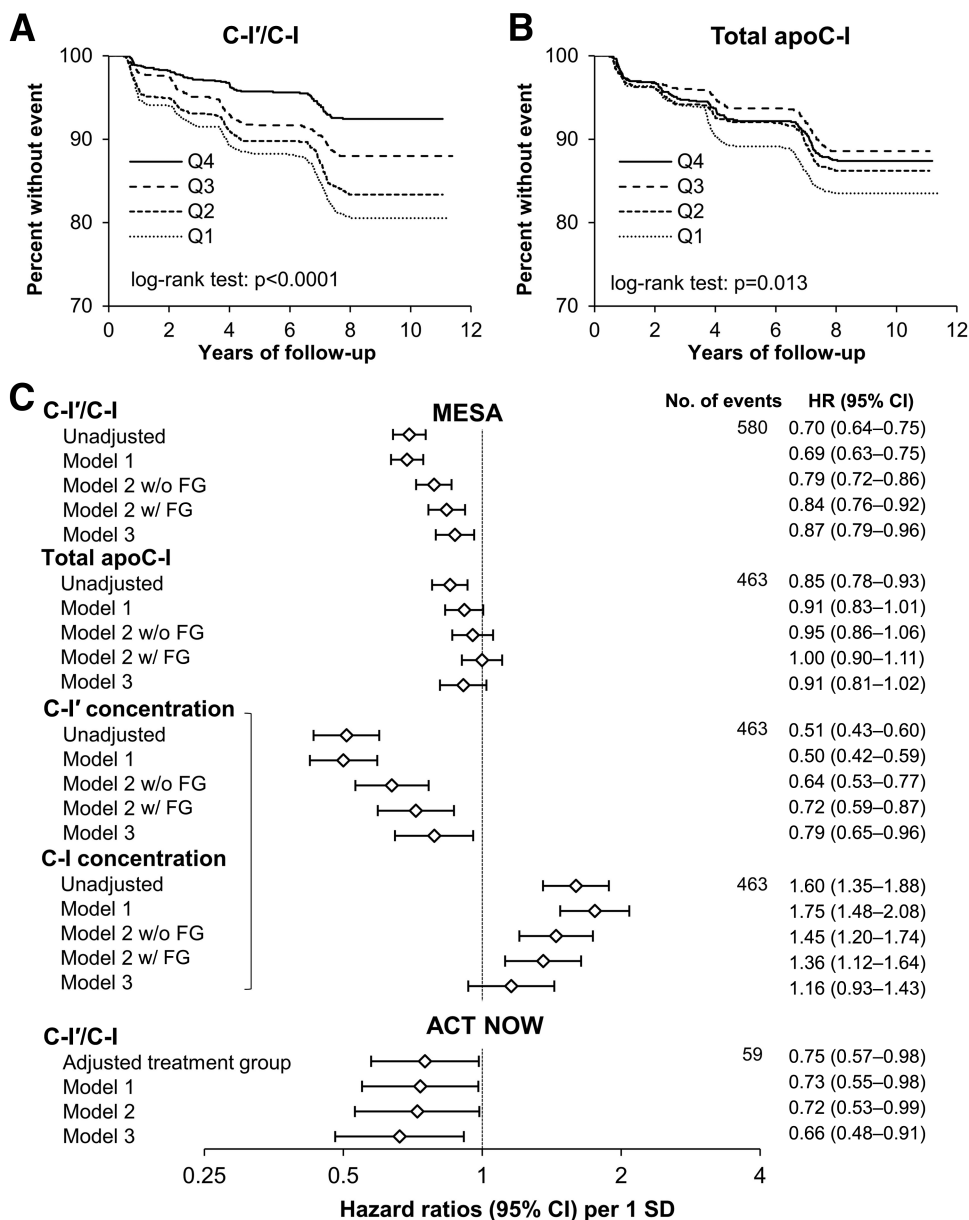 A
C-I′/C-I
100
90
80
70
Percent without event
Q4
Q3
Q2
Q1
log-rank test: p<0.0001
0 2 4 6 8 10 12
Years of follow-up
B
Total apoC-I
100
90
80
70
Percent without event
Q4
Q3
Q2
Q1
log-rank test: p=0.013
0 2 4 6 8 10 12
Years of follow-up
C
MESA No. of events HR (95% CI)
C-I′/C-I
Unadjusted 580 0.70 (0.64–0.75)
Model 1 0.69 (0.63–0.75)
Model 2 w/o FG 0.79 (0.72–0.86)
Model 2 w/ FG 0.84 (0.76–0.92)
Model 3 0.87 (0.79–0.96)
Total apoC-I
Unadjusted 463 0.85 (0.78–0.93)
Model 1 0.91 (0.83–1.01)
Model 2 w/o FG 0.95 (0.86–1.06)
Model 2 w/ FG 1.00 (0.90–1.11)
Model 3 0.91 (0.81–1.02)
C-I′ concentration
Unadjusted 463 0.51 (0.43–0.60)
Model 1 0.50 (0.42–0.59)
Model 2 w/o FG 0.64 (0.53–0.77)
Model 2 w/ FG 0.72 (0.59–0.87)
Model 3 0.79 (0.65–0.96)
C-I concentration
Unadjusted 463 1.60 (1.35–1.88)
Model 1 1.75 (1.48–2.08)
Model 2 w/o FG 1.45 (1.20–1.74)
Model 2 w/ FG 1.36 (1.12–1.64)
Model 3 1.16 (0.93–1.43)
ACT NOW
C-I′/C-I
Adjusted treatment group 59 0.75 (0.57–0.98)
Model 1 0.73 (0.55–0.98)
Model 2 0.72 (0.53–0.99)
Model 3 0.66 (0.48–0.91)
0.25 0.5 1 2 4
Hazard ratios (95% CI) per 1 SD